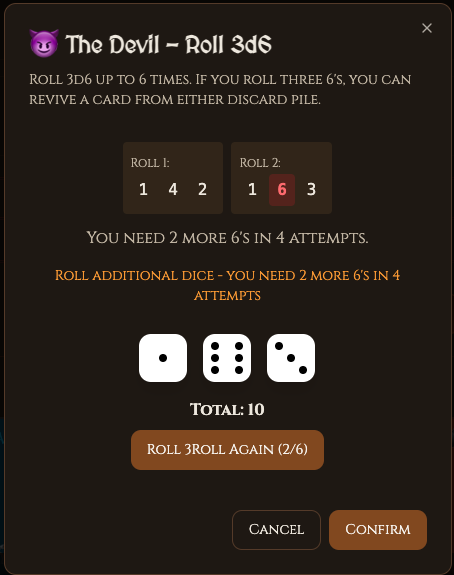 The Devil – Roll 3d6
Roll 3d6 up to 6 times. If you roll three 6's, you can
revive a card from either discard pile.
Roll 1:
1 4 2
Roll 2:
1 6 3
You need 2 more 6's in 4 attempts.
Roll additional dice - you need 2 more 6's in 4
attempts
Total: 10
Roll 3Roll Again (2/6)
Cancel
Confirm